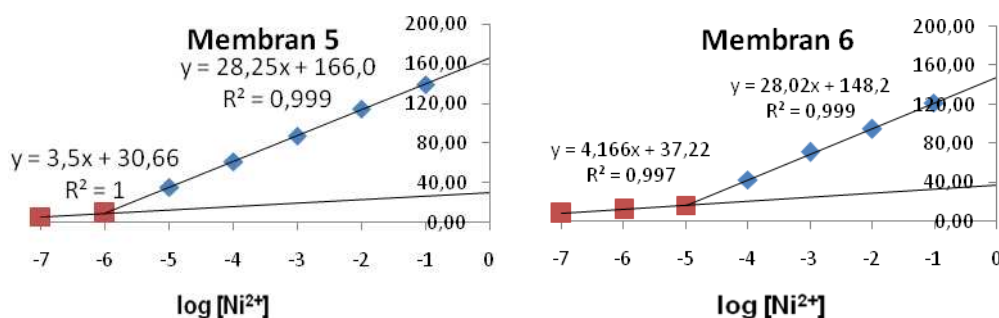 Membran 5
y = 28,25x + 166,0
R² = 0,999
y = 3,5x + 30,66
R² = 1
200,00
160,00
120,00
80,00
40,00
0,00
-7 -6 -5 -4 -3 -2 -1 0
log [Ni²⁺]
Membran 6
y = 28,02x + 148,2
R² = 0,999
y = 4,166x + 37,22
R² = 0,997
200,00
160,00
120,00
80,00
40,00
0,00
-7 -6 -5 -4 -3 -2 -1 0
log [Ni²⁺]